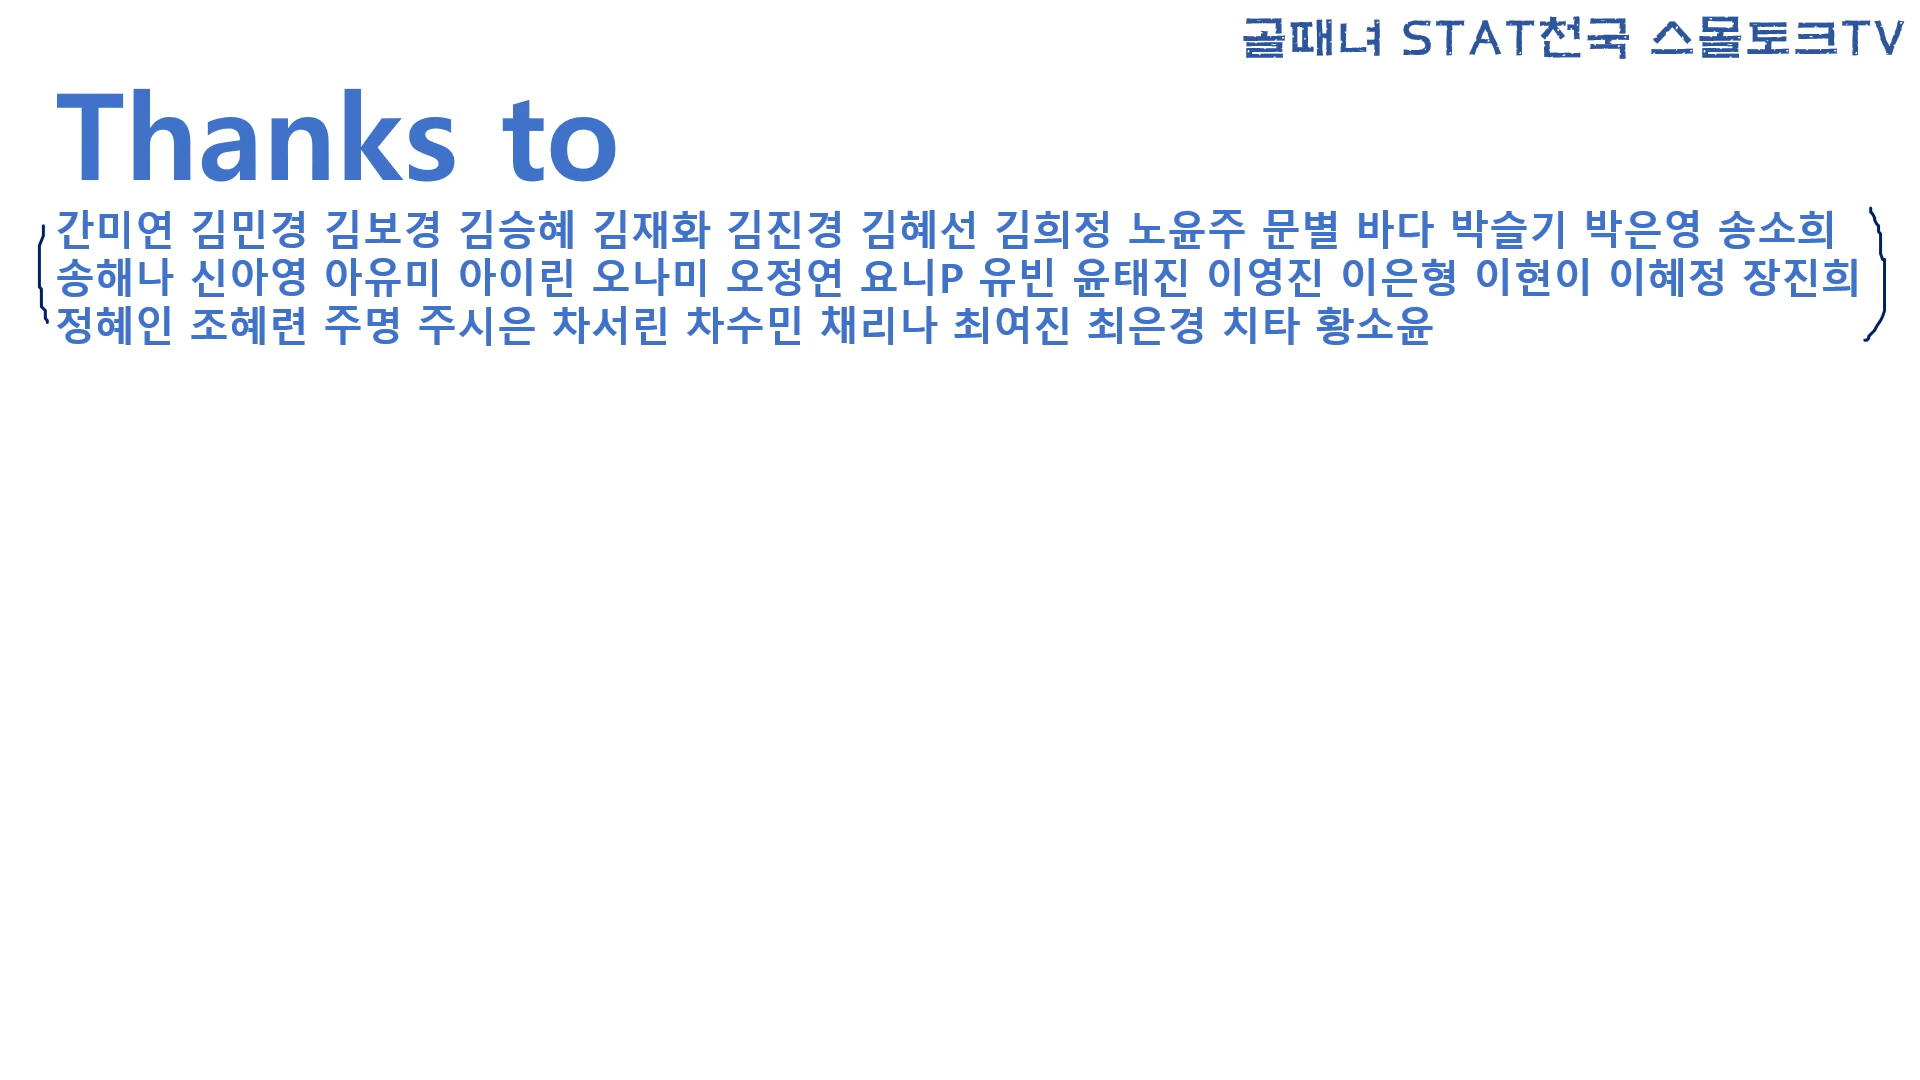 골때녀 STAT천국 스몰토크TV
Thanks to
간미연 김민경 김보경 김승혜 김재화 김진경 김혜선 김희정 노윤주 문별 바다 박슬기 박은영 송소희
송해나 신아영 아유미 아이린 오나미 오정연 요니P 유빈 윤태진 이영진 이은형 이현이 이혜정 장진희
정혜인 조혜련 주명 주시은 차서린 차수민 채리나 최여진 최은경 치타 황소윤